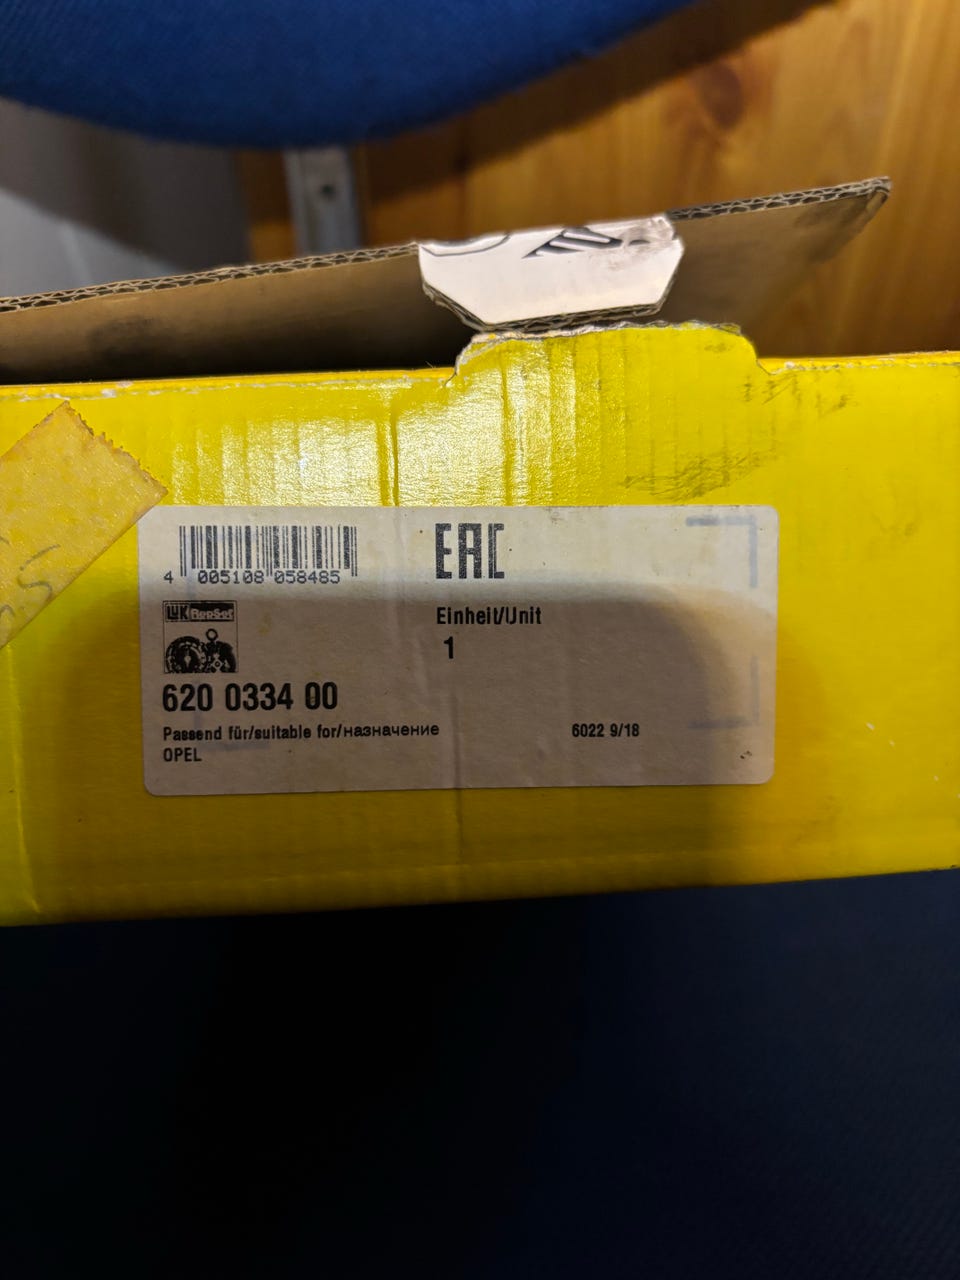 4 005108 058485
EAC
LUK RepSet
Einheit/Unit
1
620 0334 00
Passend für/suitable for/назначение
6022 9/18
OPEL